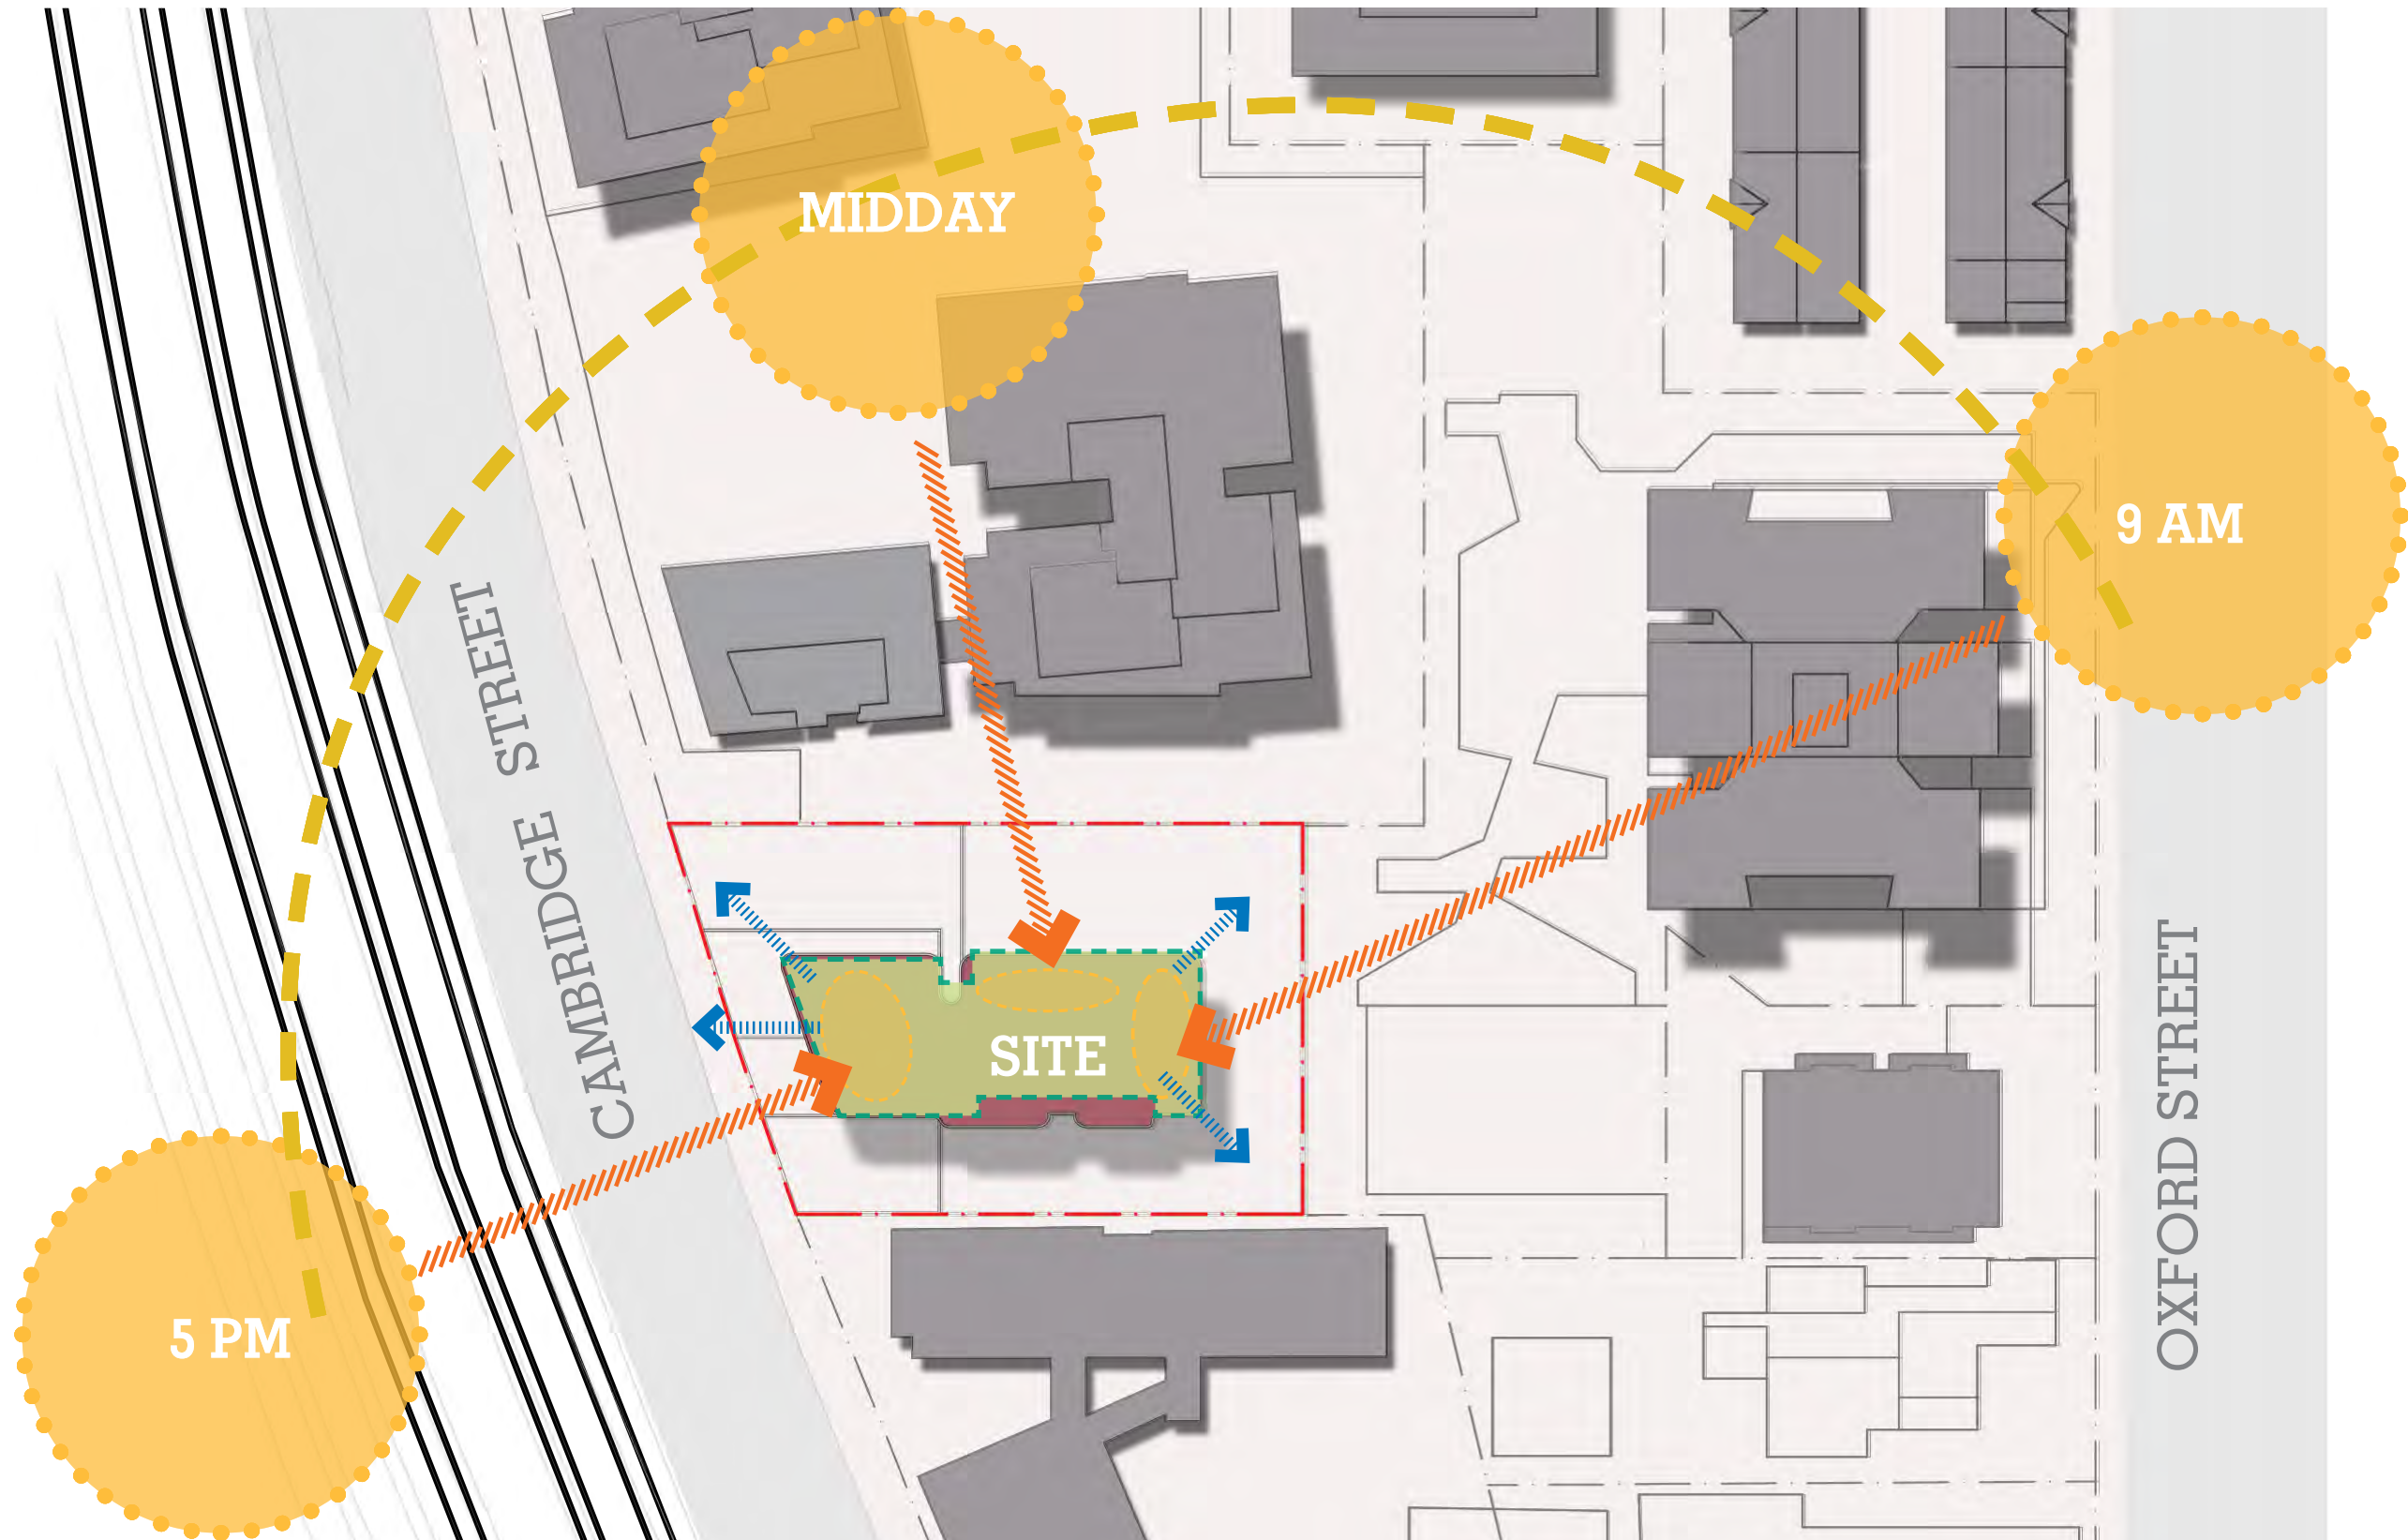 MIDDAY
9 AM
CAMBRIDGE STREET
SITE
OXFORD STREET
5 PM